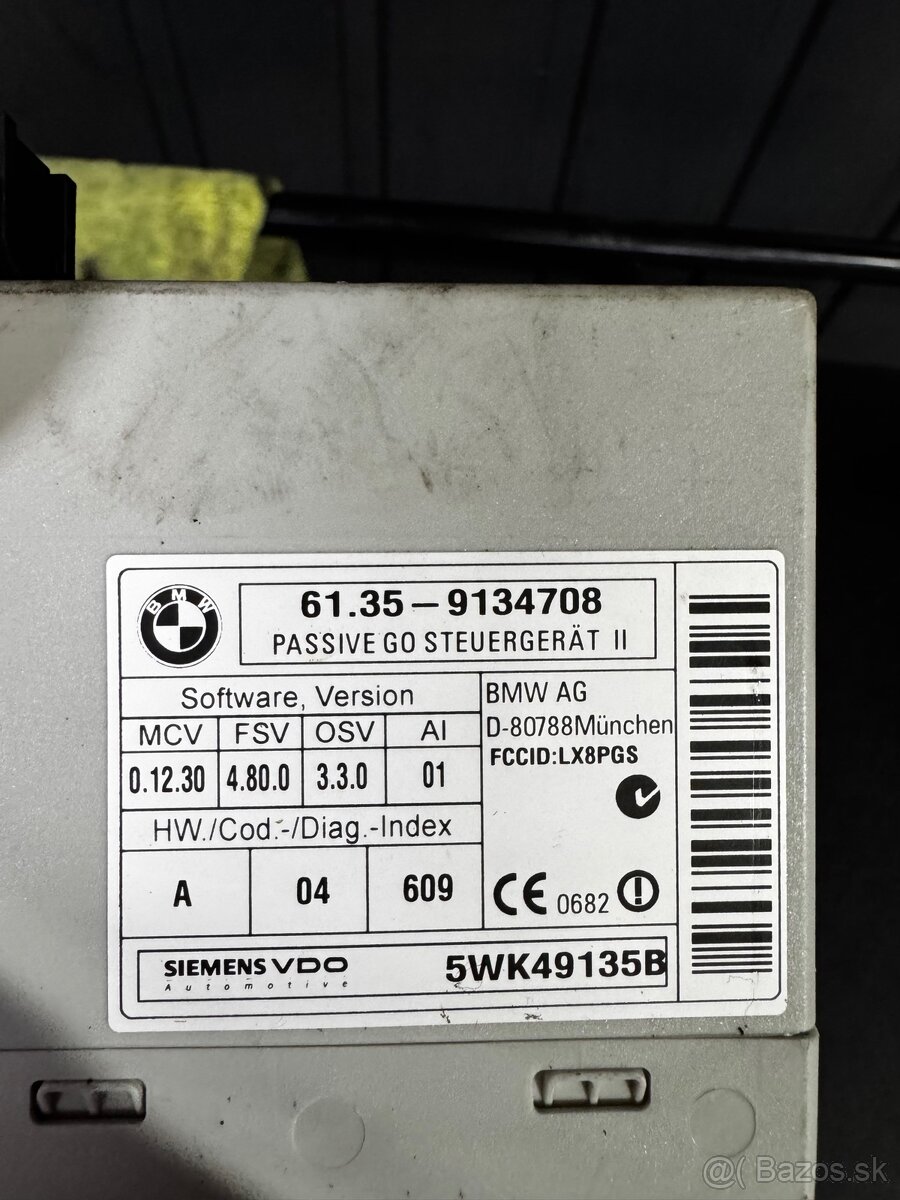 BMW
61.35-9134708
PASSIVE GO STEUERGERÄT II
Software, Version
MCV FSV OSV AI
0.12.30 4.80.0 3.3.0 01
HW./Cod.-/Diag.-Index
A 04 609
BMW AG
D-80788München
FCCID:LX8PGS
CE 0682
SIEMENS VDO
Automotive
5WK49135B
@( Bazos.sk